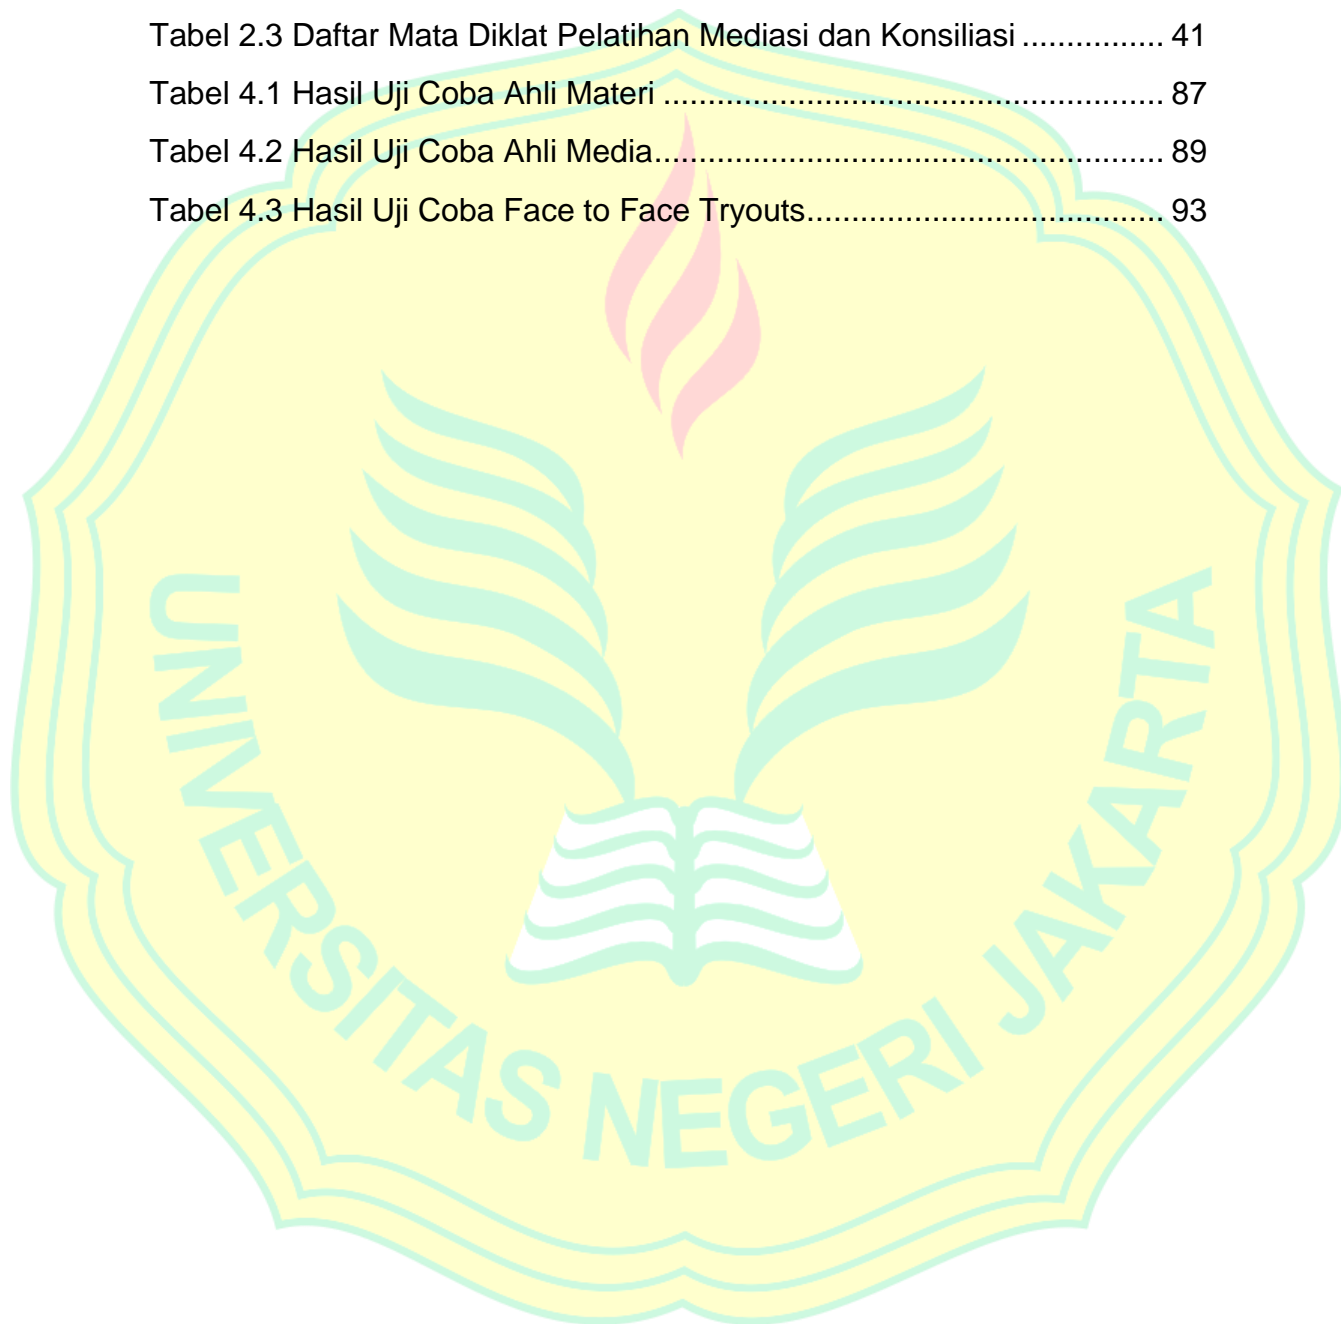 Tabel 2.3 Daftar Mata Diklat Pelatihan Mediasi dan Konsiliasi ................ 41
Tabel 4.1 Hasil Uji Coba Ahli Materi ........................................................ 87
Tabel 4.2 Hasil Uji Coba Ahli Media......................................................... 89
Tabel 4.3 Hasil Uji Coba Face to Face Tryouts........................................ 93
UNIVERSITAS NEGERI JAKARTA